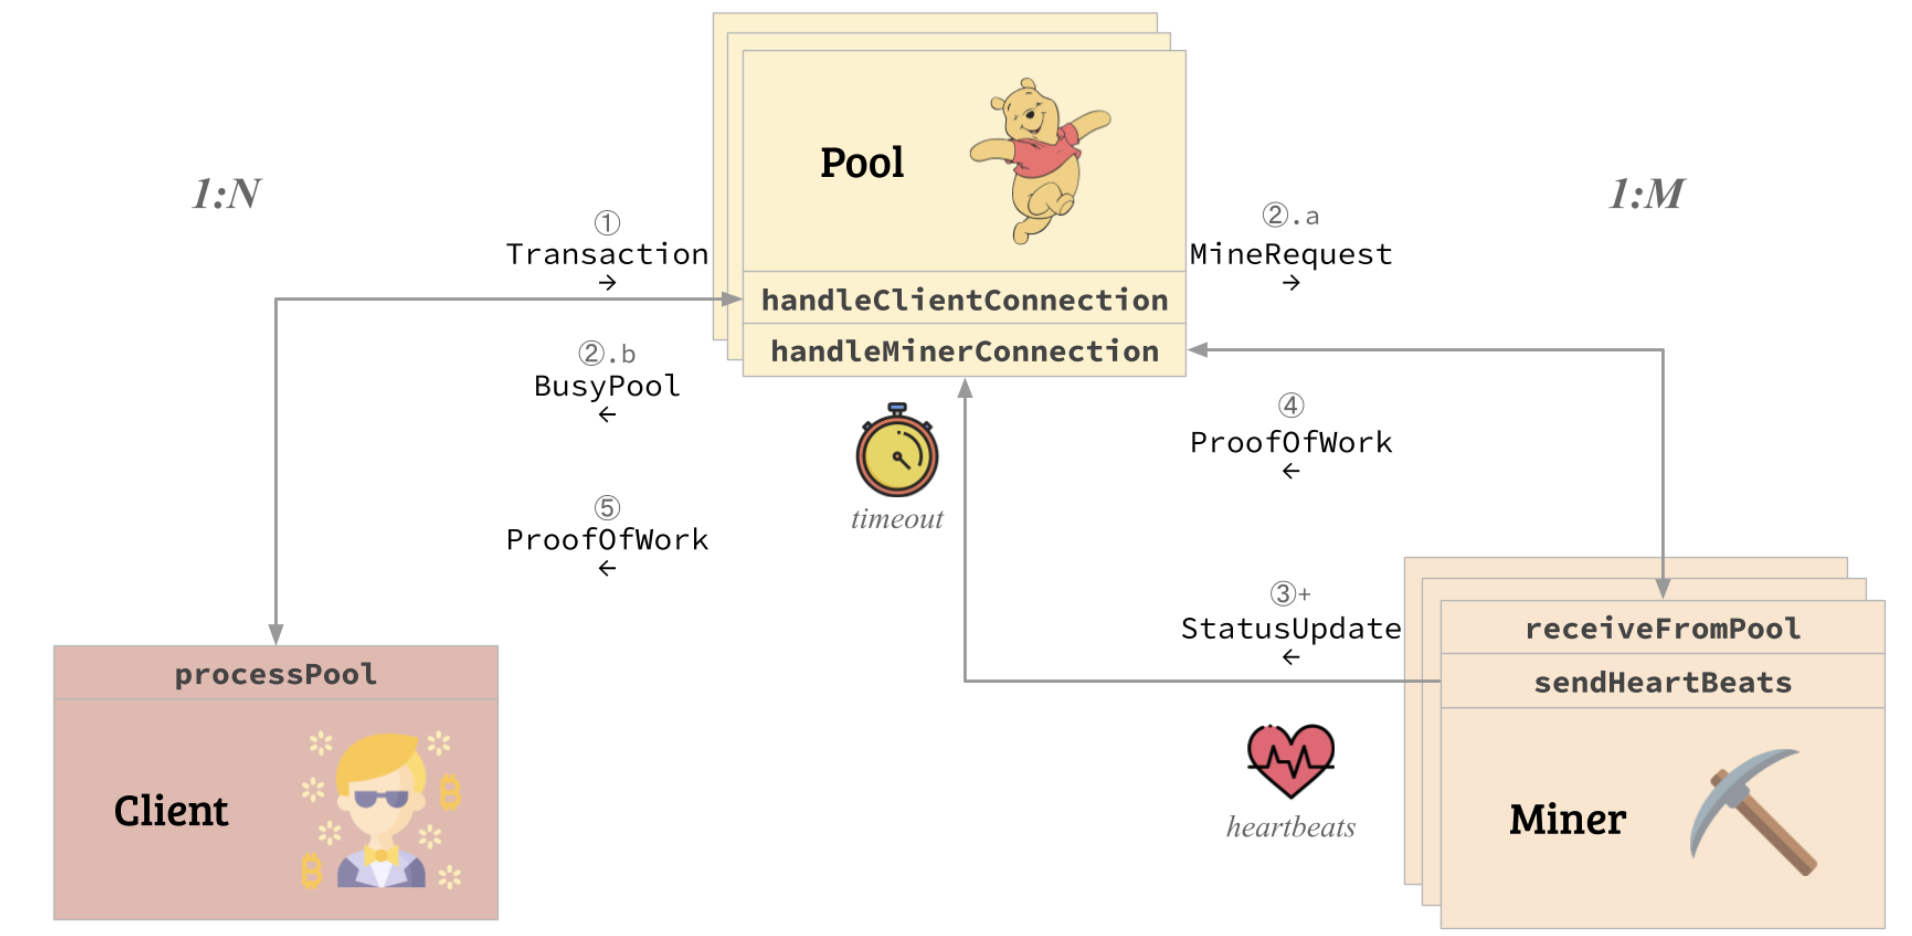 Pool
1:N
1:M
①
Transaction
→
②.a
MineRequest
→
handleClientConnection
handleMinerConnection
②.b
BusyPool
←
④
ProofOfWork
←
timeout
⑤
ProofOfWork
←
③+
StatusUpdate
←
receiveFromPool
sendHeartBeats
processPool
heartbeats
Client
Miner